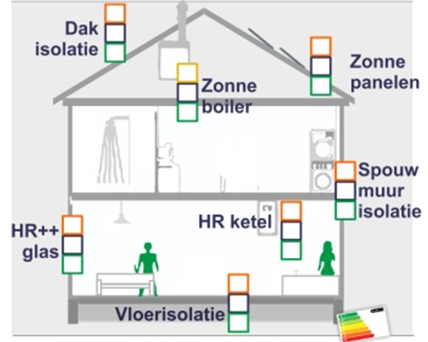 Dak
isolatie
Zonne
panelen
Zonne
boiler
Spouw
muur
isolatie
HR++
glas
HR ketel
Vloerisolatie